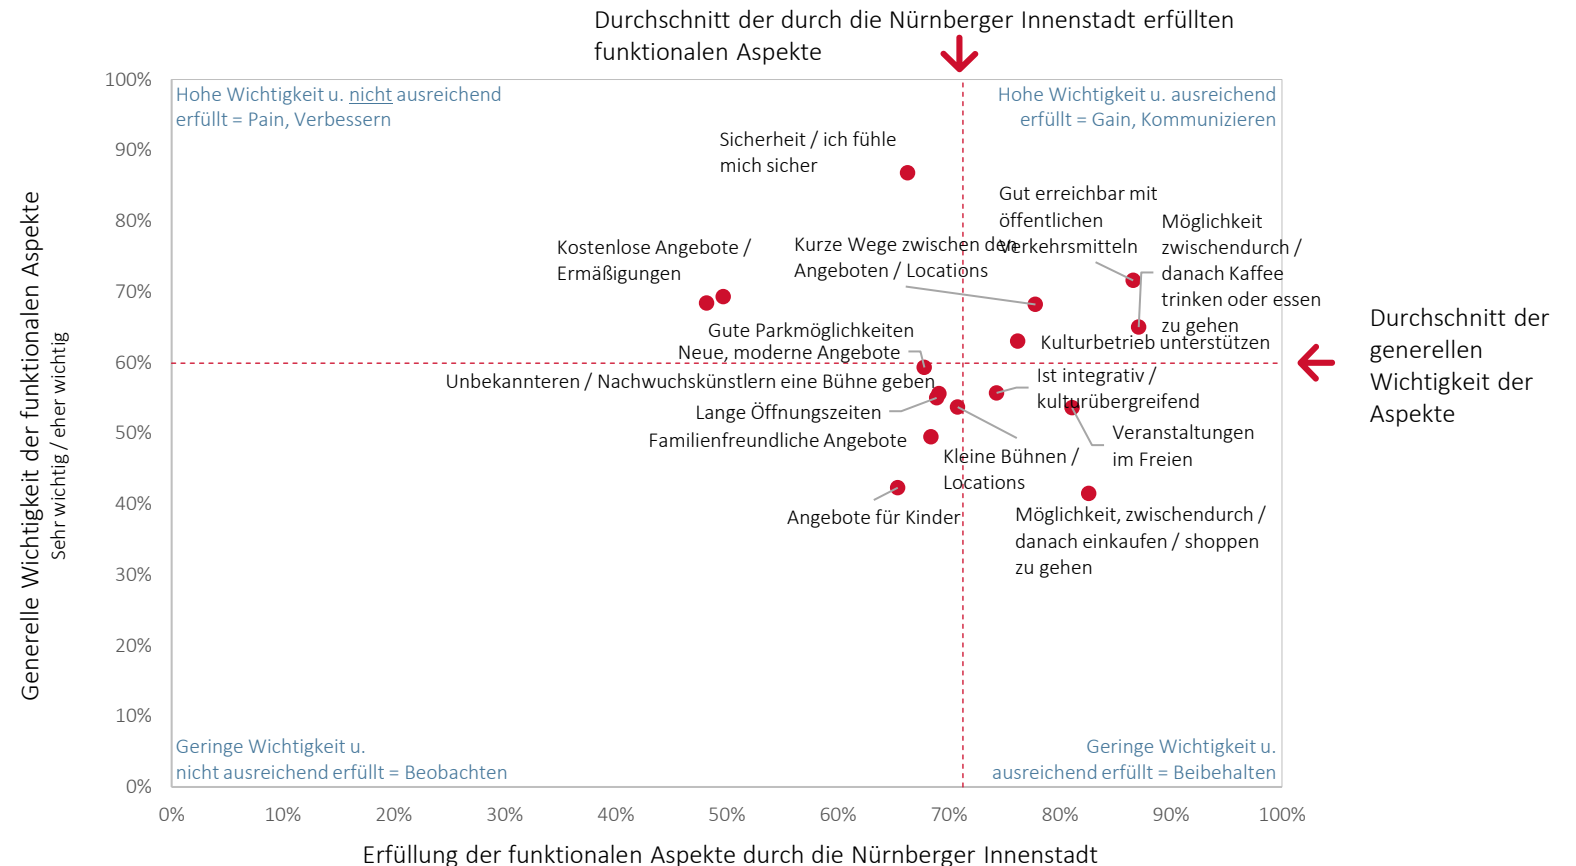 Durchschnitt der durch die Nürnberger Innenstadt erfüllten
funktionalen Aspekte
100%
90%
80%
70%
60%
50%
40%
30%
20%
10%
0%
Generelle Wichtigkeit der funktionalen Aspekte
Sehr wichtig / eher wichtig
Hohe Wichtigkeit u. nicht ausreichend
erfüllt = Pain, Verbessern
Hohe Wichtigkeit u. ausreichend
erfüllt = Gain, Kommunizieren
Sicherheit / ich fühle
mich sicher
Gut erreichbar mit
öffentlichen
Verkehrsmitteln
Möglichkeit
zwischendurch /
danach Kaffee
trinken oder essen
zu gehen
Kostenlose Angebote /
Ermäßigungen
Kurze Wege zwischen den
Angeboten / Locations
Gute Parkmöglichkeiten
Neue, moderne Angebote
Kulturbetrieb unterstützen
Unbekannteren / Nachwuchskünstlern eine Bühne geben
Ist integrativ /
kulturübergreifend
Lange Öffnungszeiten
Familienfreundliche Angebote
Veranstaltungen
im Freien
Kleine Bühnen /
Locations
Angebote für Kinder
Möglichkeit, zwischendurch /
danach einkaufen / shoppen
zu gehen
Durchschnitt der
generellen
Wichtigkeit der
Aspekte
Geringe Wichtigkeit u.
nicht ausreichend erfüllt = Beobachten
Geringe Wichtigkeit u.
ausreichend erfüllt = Beibehalten
0%
10%
20%
30%
40%
50%
60%
70%
80%
90%
100%
Erfüllung der funktionalen Aspekte durch die Nürnberger Innenstadt